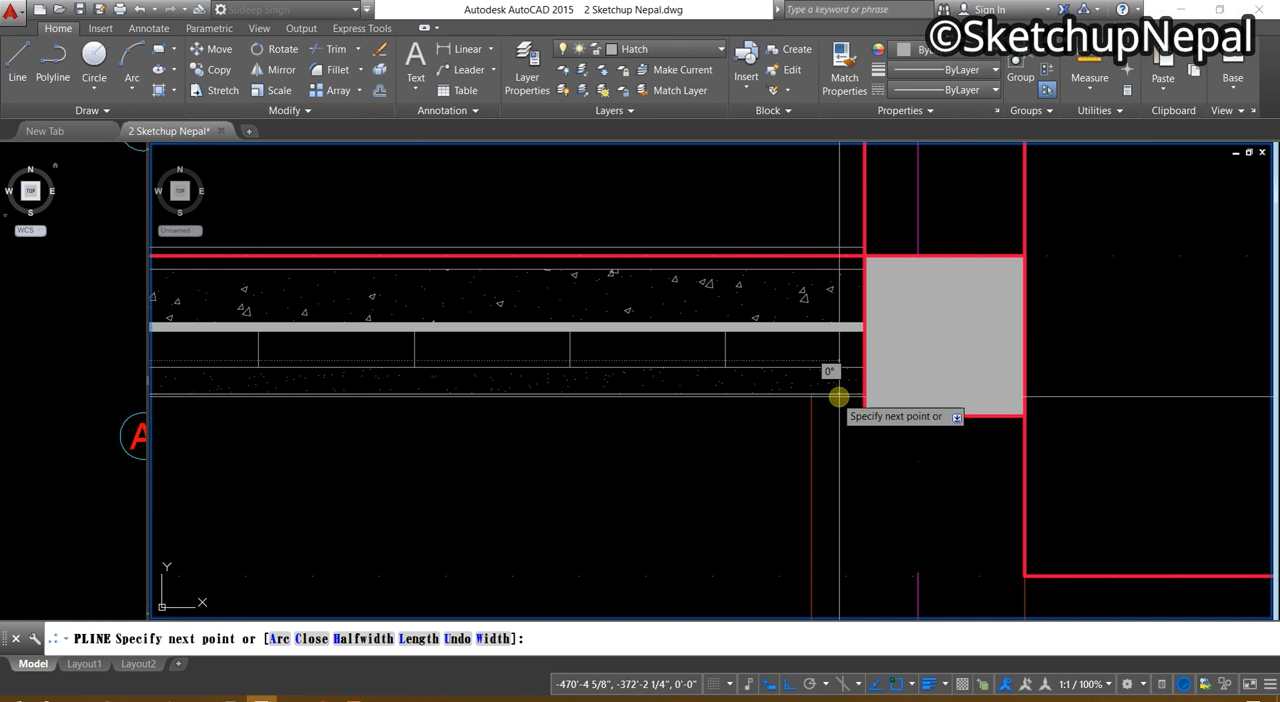 Sudeep Singh
Autodesk AutoCAD 2015 2 Sketchup Nepal.dwg
Type a keyword or phrase
Sign In
Home Insert Annotate Parametric View Output Express Tools
©SketchupNepal
Line Polyline Circle Arc
Move Rotate Trim
Copy Mirror Fillet
Stretch Scale Array
Text
Linear
Leader
Table
Layer Properties
Hatch
Make Current
Match Layer
Insert
Create
Edit
Match Properties
ByLayer
ByLayer
Group
Measure
Paste
Base
Draw Modify Annotation Layers Block Properties Groups Utilities Clipboard View
New Tab 2 Sketchup Nepal*
N
W TOP E
S
WCS
N
W TOP E
S
Unnamed
0°
Specify next point or
A
Y
X
PLINE Specify next point or [Arc Close Halfwidth Length Undo Width]:
Model Layout1 Layout2
-470'-4 5/8", -372'-2 1/4", 0'-0"
1:1 / 100%